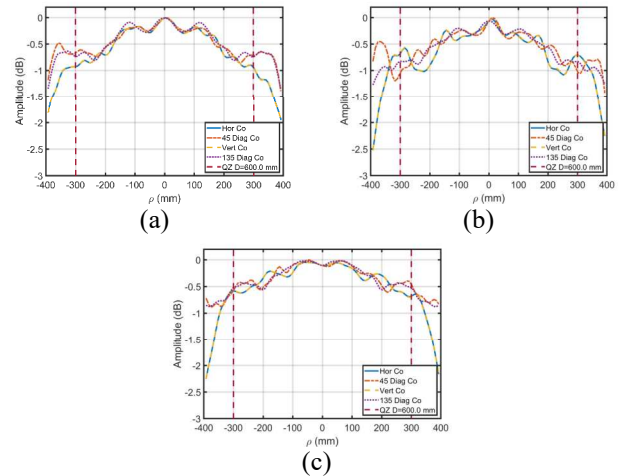 0
-0.5
-1
-1.5
-2
-2.5
-3
Amplitude (dB)
Hor Co
45 Diag Co
Vert Co
135 Diag Co
QZ D=600.0 mm
-400 -300 -200 -100 0 100 200 300 400
ρ (mm)
(a)
0
-0.5
-1
-1.5
-2
-2.5
-3
Amplitude (dB)
Hor Co
45 Diag Co
Vert Co
135 Diag Co
QZ D=600.0 mm
-400 -300 -200 -100 0 100 200 300 400
ρ (mm)
(b)
0
-0.5
-1
-1.5
-2
-2.5
-3
Amplitude (dB)
Hor Co
45 Diag Co
Vert Co
135 Diag Co
QZ D=600.0 mm
-400 -300 -200 -100 0 100 200 300 400
ρ (mm)
(c)